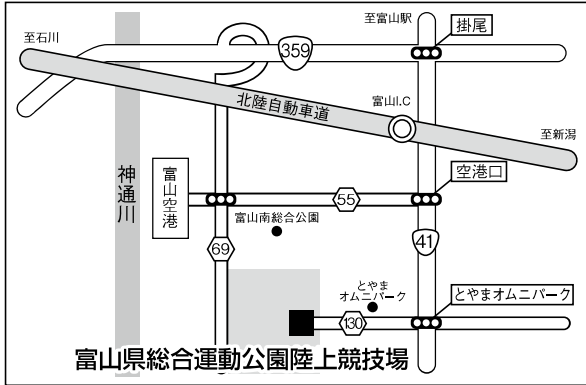 至富山駅
掛尾
至石川
359
北陸自動車道
富山I.C
至新潟
神通川
富山空港
空港口
55
富山南総合公園
69
41
とやま
オムニパーク
とやまオムニパーク
130
富山県総合運動公園陸上競技場